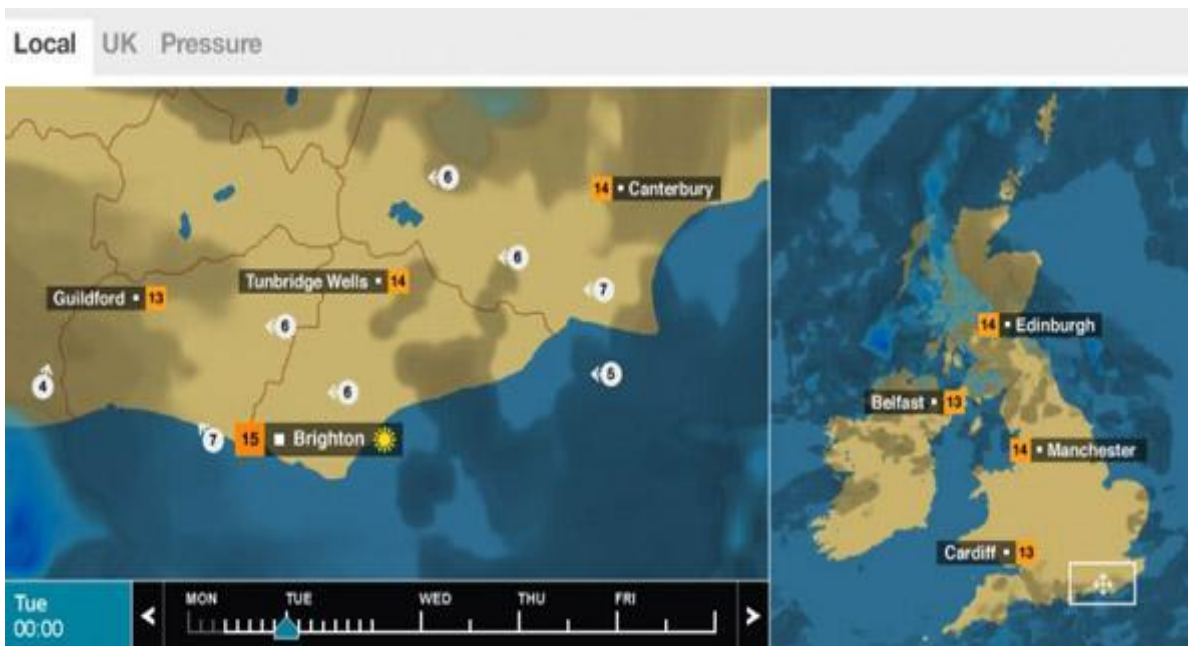 Local UK Pressure
6
14 Canterbury
6
Tunbridge Wells 14
7
Guildford 13
6
14 Edinburgh
5
4
6
Belfast 13
7
15 Brighton
14 Manchester
Cardiff 13
Tue
00:00
MON TUE WED THU FRI